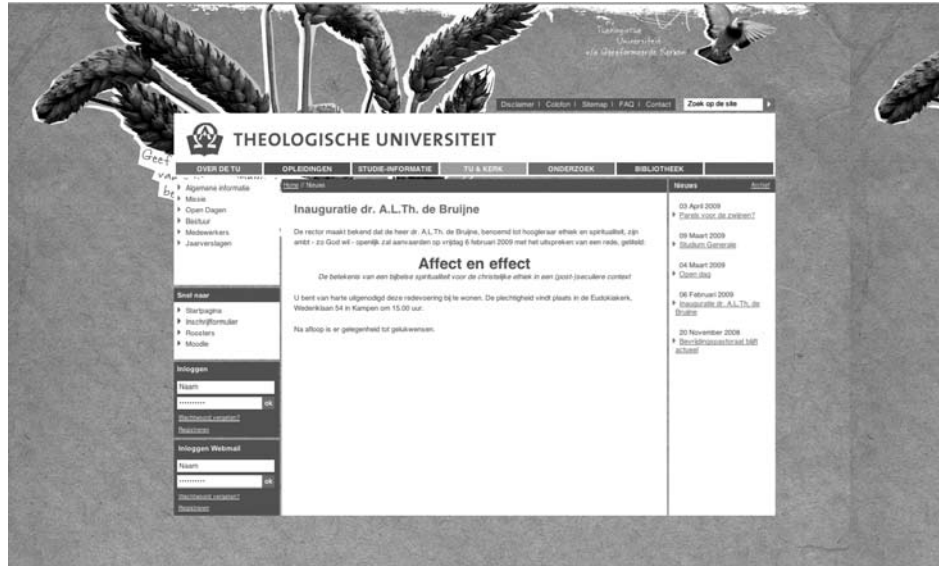 Theologische
Universiteit
v/d Gereformeerde Kerken
Disclaimer | Colofon | Sitemap | FAQ | Contact
Zoek op de site
THEOLOGISCHE UNIVERSITEIT
Geef
van
be
OVER DE TU OPLEIDINGEN STUDIE-INFORMATIE TU & KERK ONDERZOEK BIBLIOTHEEK
Algemene informatie
Missie
Open Dagen
Bestuur
Medewerkers
Jaarverslagen
Snel naar
Startpagina
Inschrijfformulier
Roosters
Moodle
Inloggen
Naam
••••••••••
ok
Wachtwoord vergeten?
Registreren
Inloggen Webmail
Naam
••••••••••
ok
Wachtwoord vergeten?
Registreren
Home // Nieuws
Inauguratie dr. A.L.Th. de Bruijne
De rector maakt bekend dat de heer dr. A.L.Th. de Bruijne, benoemd tot hoogleraar ethiek en spiritualiteit, zijn
ambt - zo God wil - openlijk zal aanvaarden op vrijdag 6 februari 2009 met het uitspreken van een rede, getiteld:
Affect en effect
De betekenis van een bijbelse spiritualiteit voor de christelijke ethiek in een (post-)seculiere context
U bent van harte uitgenodigd deze redevoering bij te wonen. De plechtigheid vindt plaats in de Eudokiakerk,
Wederiklaan 54 in Kampen om 15.00 uur.
Na afloop is er gelegenheid tot gelukwensen.
Nieuws Archief
03 April 2009
Parels voor de zwijnen?
09 Maart 2009
Studium Generale
04 Maart 2009
Open dag
06 Februari 2009
Inauguratie dr. A.L.Th. de
Bruijne
20 November 2008
Bevrijdingspastoraat blijft
actueel